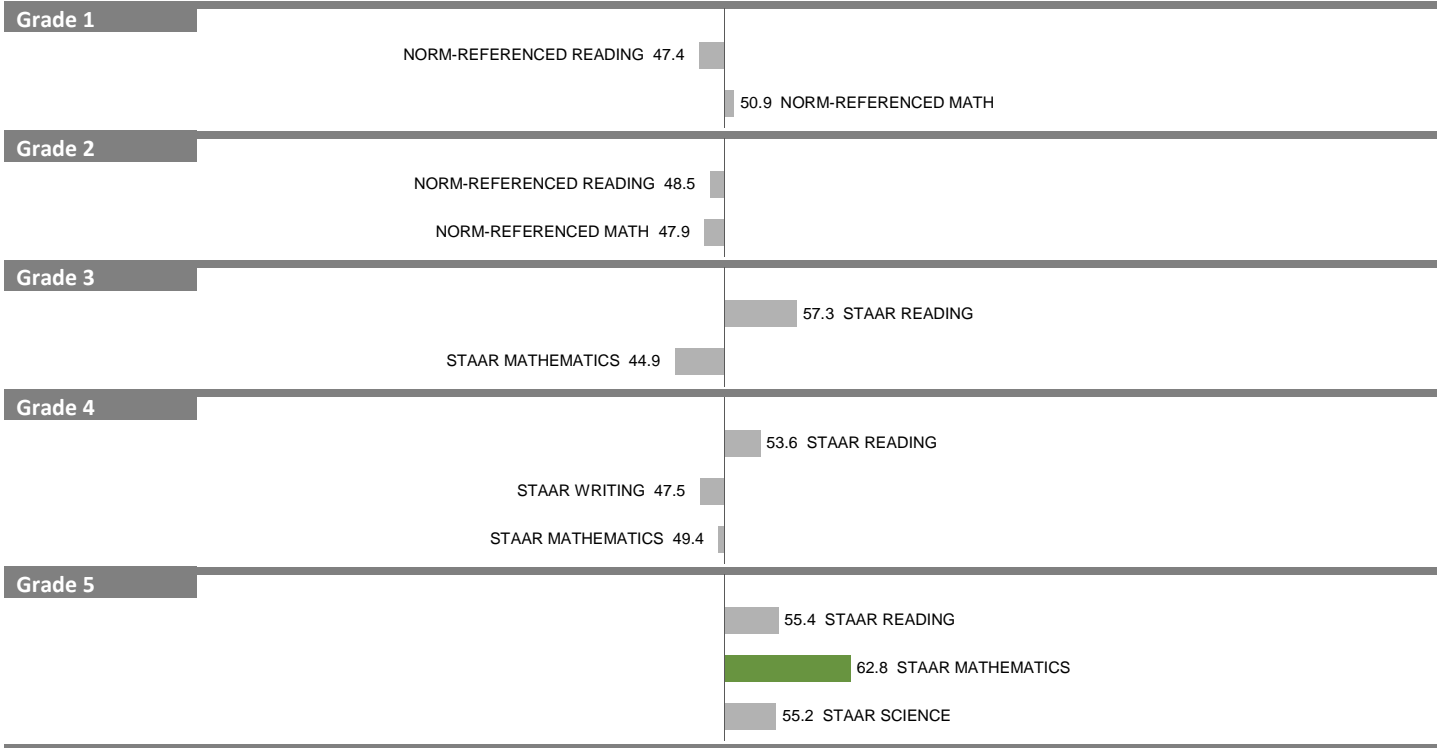 Grade 1
NORM-REFERENCED READING 47.4
50.9 NORM-REFERENCED MATH
Grade 2
NORM-REFERENCED READING 48.5
NORM-REFERENCED MATH 47.9
Grade 3
57.3 STAAR READING
STAAR MATHEMATICS 44.9
Grade 4
53.6 STAAR READING
STAAR WRITING 47.5
STAAR MATHEMATICS 49.4
Grade 5
55.4 STAAR READING
62.8 STAAR MATHEMATICS
55.2 STAAR SCIENCE